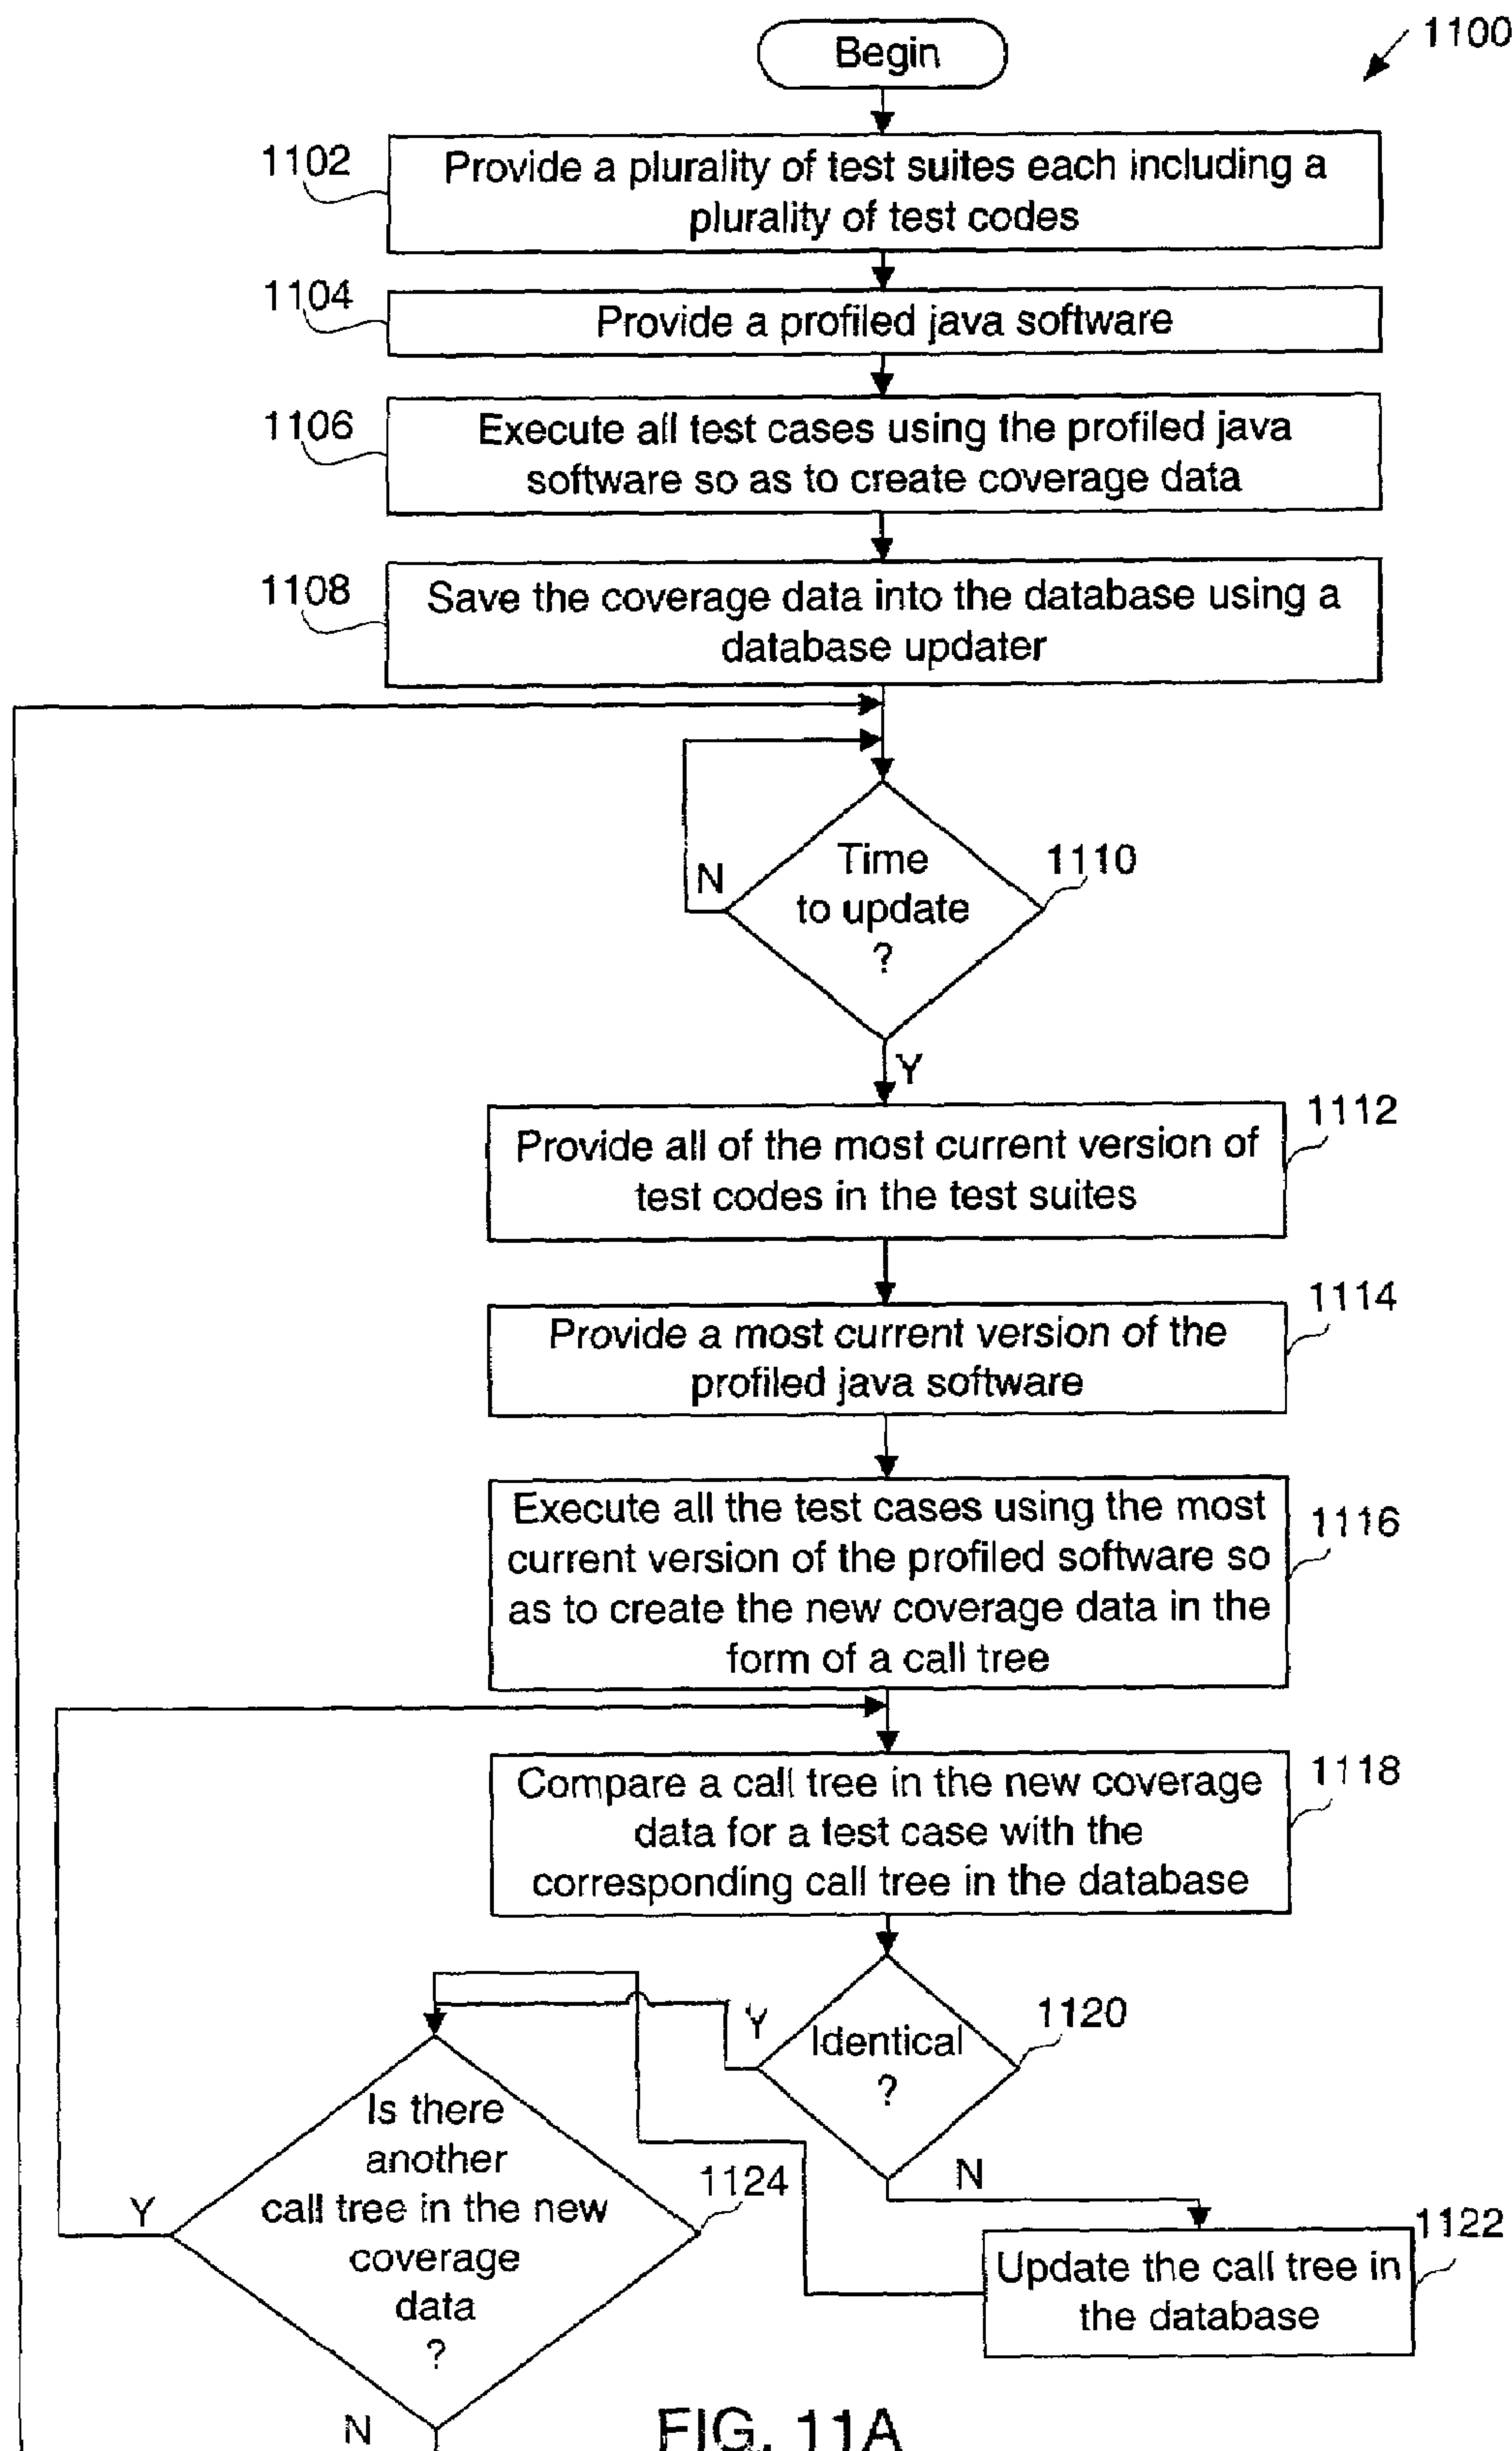 1100
Begin
1102
Provide a plurality of test suites each including a
plurality of test codes
1104
Provide a profiled java software
1106
Execute all test cases using the profiled java
software so as to create coverage data
1108
Save the coverage data into the database using a
database updater
Time
to update
?
N
1110
Y
1112
Provide all of the most current version of
test codes in the test suites
1114
Provide a most current version of the
profiled java software
1116
Execute all the test cases using the most
current version of the profiled software so
as to create the new coverage data in the
form of a call tree
1118
Compare a call tree in the new coverage
data for a test case with the
corresponding call tree in the database
1120
Identical
?
Y
N
1122
Update the call tree in
the database
1124
Is there
another
call tree in the new
coverage
data
?
Y
N
FIG. 11A